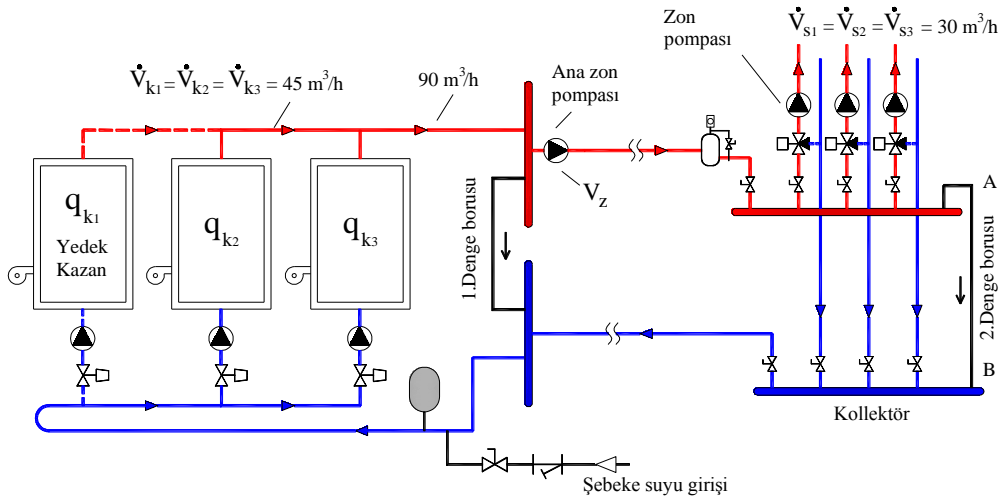 V̇k1 = V̇k2 = V̇k3 = 45 m³/h
90 m³/h
Ana zon
pompası
Zon
pompası
V̇S1 = V̇S2 = V̇S3 = 30 m³/h
qk1
Yedek
Kazan
qk2
qk3
1.Denge borusu
Vz
A
2.Denge borusu
B
Kollektör
Şebeke suyu girişi